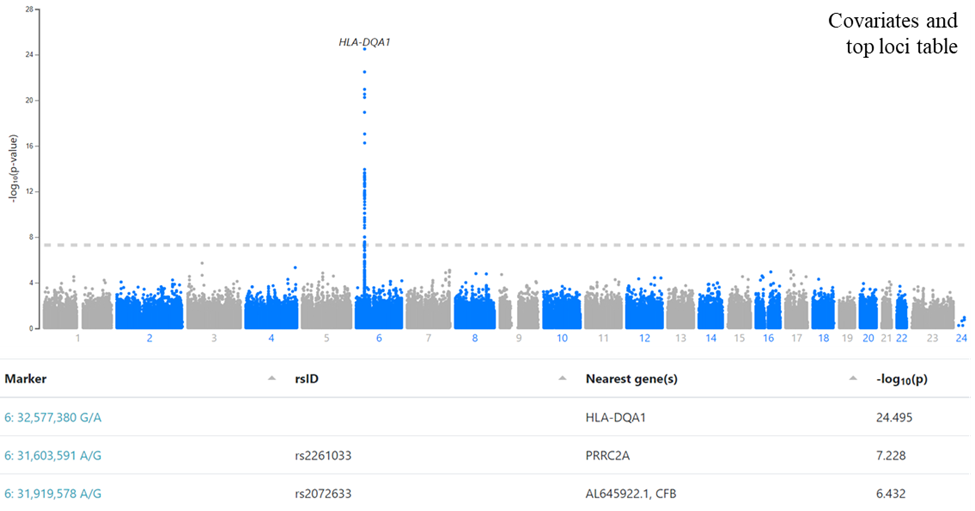 Covariates and
top loci table
HLA-DQA1
-log10(p-value)
28
24
20
16
12
8
4
0
1 2 3 4 5 6 7 8 9 10 11 12 13 14 15 16 17 18 19 20 21 22 23 24
Marker rsID Nearest gene(s) -log10(p)
6: 32,577,380 G/A HLA-DQA1 24.495
6: 31,603,591 A/G rs2261033 PRRC2A 7.228
6: 31,919,578 A/G rs2072633 AL645922.1, CFB 6.432